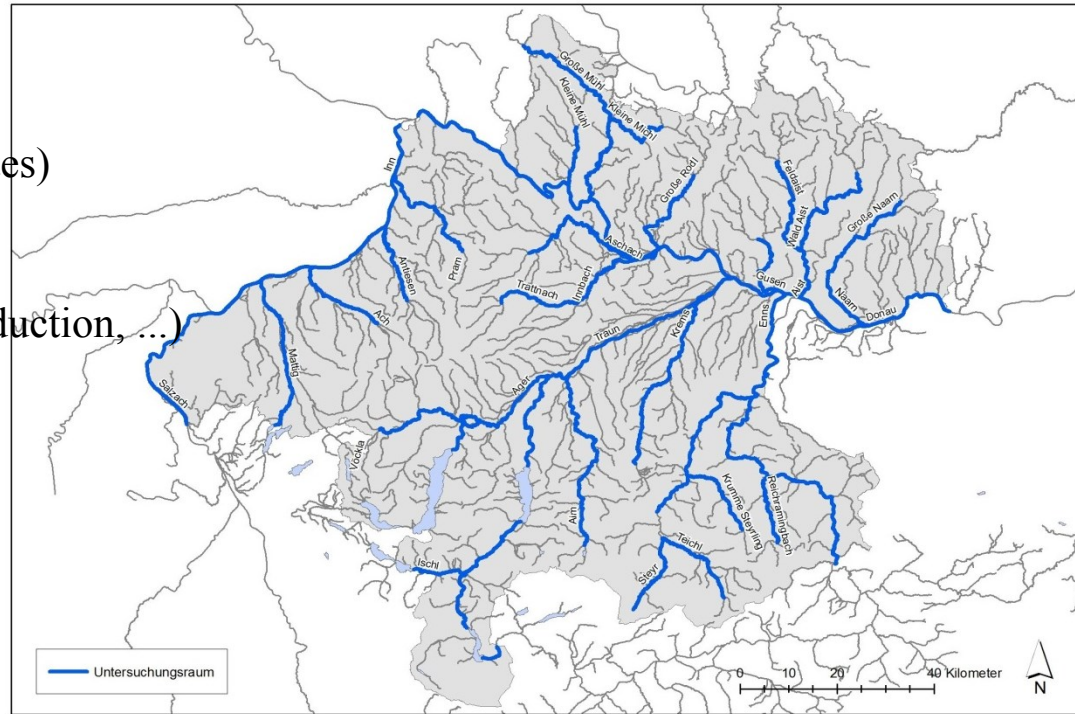 Große Mühl
Kleine Mühl
Kleine Michl
es)
Inn
Große Rodl
Feldaist
Wald Aist
Große Naarn
Aschach
Pram
Antiesen
Trattnach
Innbach
Gusen
Aist
Naarn
Donau
duction, ...)
Ach
Enns
Traun
Krems
Mattig
Salzach
Ager
Vöckla
Alm
Krumme Steyrling
Reichramingbach
Teichl
Steyr
Ischl
Untersuchungsraum
0 10 20 40 Kilometer
N